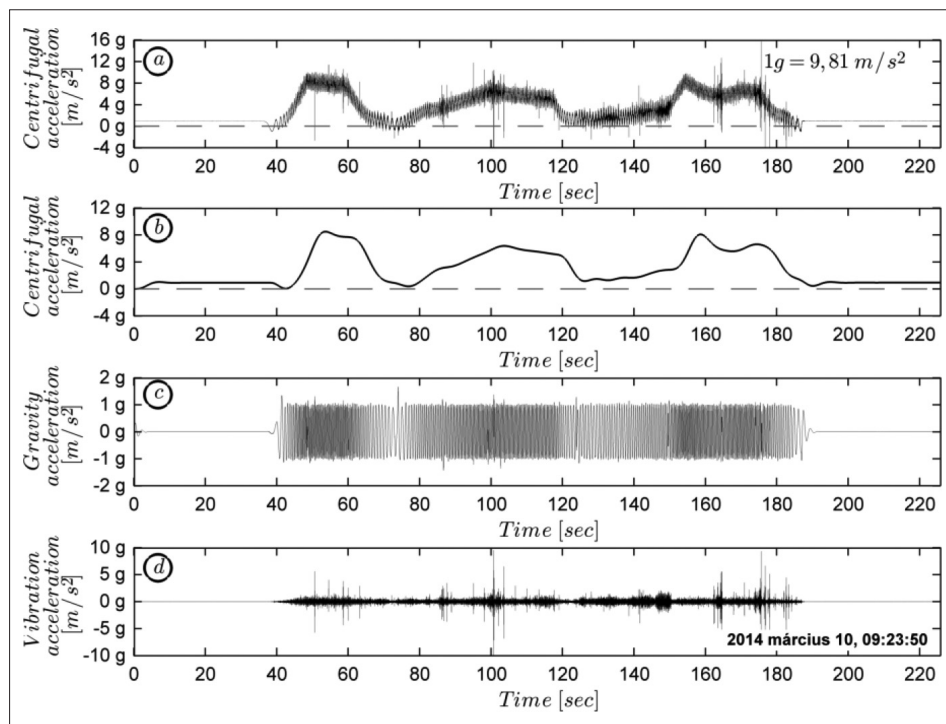 Centrifugal
acceleration
[m/s²]
16 g
12 g
8 g
4 g
0 g
-4 g
a
1g = 9,81 m/s²
0 20 40 60 80 100 120 140 160 180 200 220
Time [sec]
Centrifugal
acceleration
[m/s²]
12 g
8 g
4 g
0 g
-4 g
b
0 20 40 60 80 100 120 140 160 180 200 220
Time [sec]
Gravity
acceleration
[m/s²]
2 g
1 g
0 g
-1 g
-2 g
c
0 20 40 60 80 100 120 140 160 180 200 220
Time [sec]
Vibration
acceleration
[m/s²]
10 g
5 g
0 g
-5 g
-10 g
d
2014 március 10, 09:23:50
0 20 40 60 80 100 120 140 160 180 200 220
Time [sec]